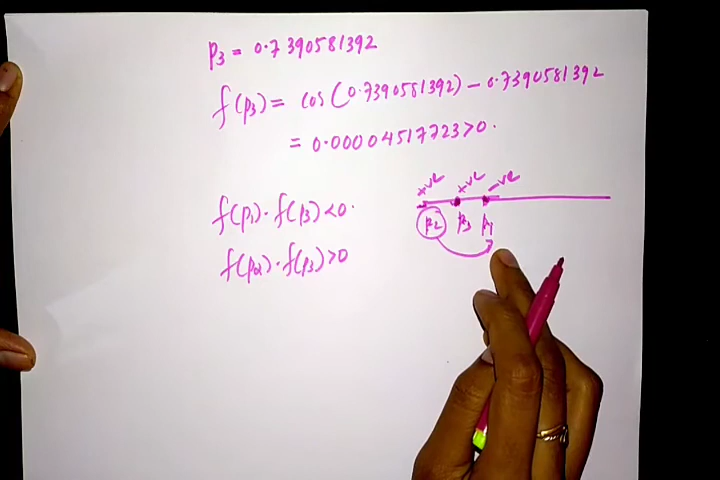 p3 = 0.7390581392
f(p3) = cos(0.7390581392) - 0.7390581392
= 0.00004517723>0.
+ve +ve -ve
f(p1).f(p3)<0.
p2 p3 p1
f(p2).f(p3)>0